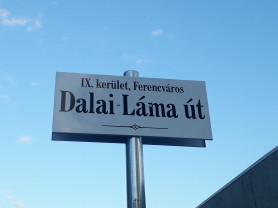 IX. kerület, Ferencváros
Dalai-Láma út